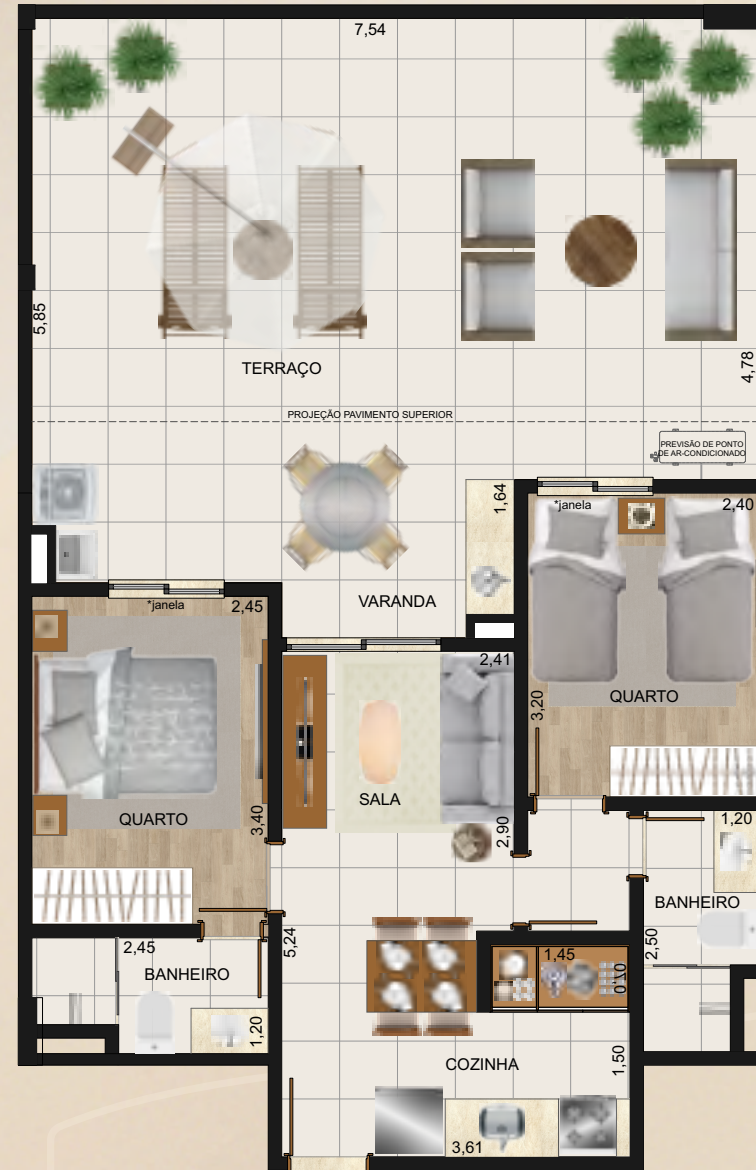 7,54
5,85
TERRAÇO
4,78
PROJEÇÃO PAVIMENTO SUPERIOR
PREVISÃO DE PONTO
DE AR-CONDICIONADO
1,64
*janela
2,40
*janela
2,45
VARANDA
2,41
QUARTO
3,20
SALA
QUARTO
3,40
2,90
1,20
BANHEIRO
2,45
BANHEIRO
5,24
1,45
0,70
2,50
1,20
COZINHA
1,50
3,61